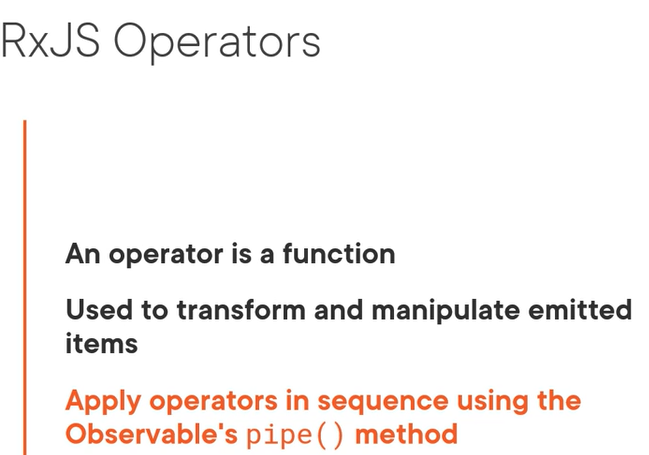 RxJS Operators
An operator is a function
Used to transform and manipulate emitted
items
Apply operators in sequence using the
Observable's pipe() method